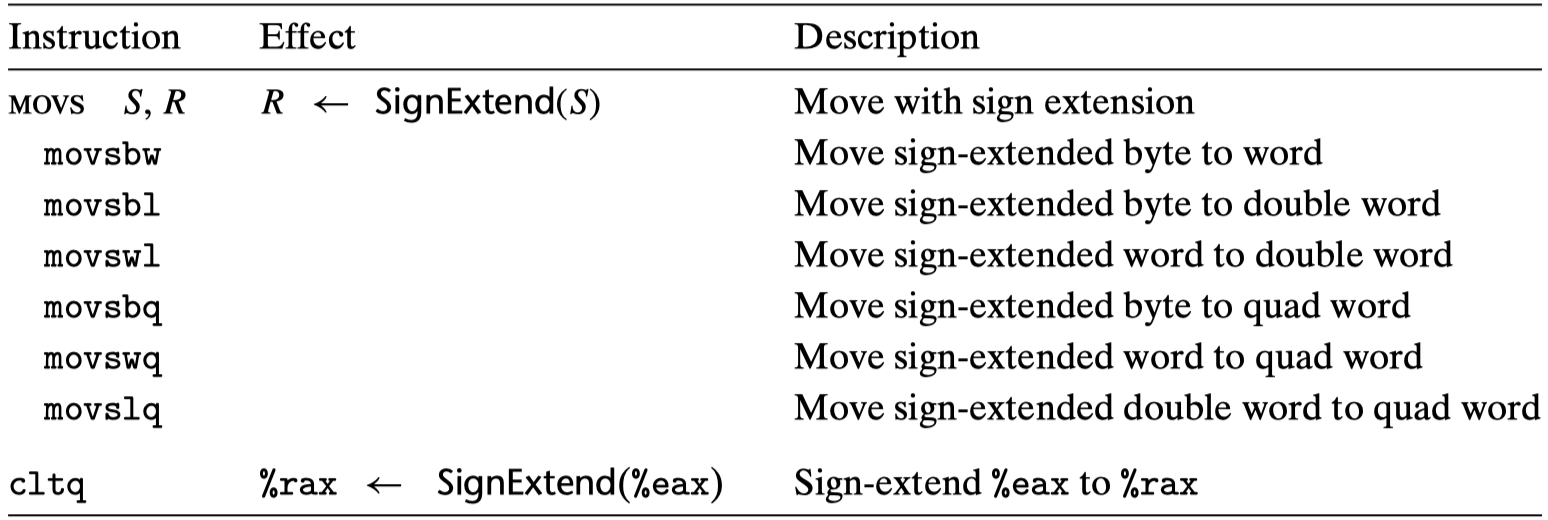 Instruction Effect Description
MOVS S, R R ← SignExtend(S) Move with sign extension
movsbw Move sign-extended byte to word
movsbl Move sign-extended byte to double word
movswl Move sign-extended word to double word
movsbq Move sign-extended byte to quad word
movswq Move sign-extended word to quad word
movslq Move sign-extended double word to quad word
cltq %rax ← SignExtend(%eax) Sign-extend %eax to %rax